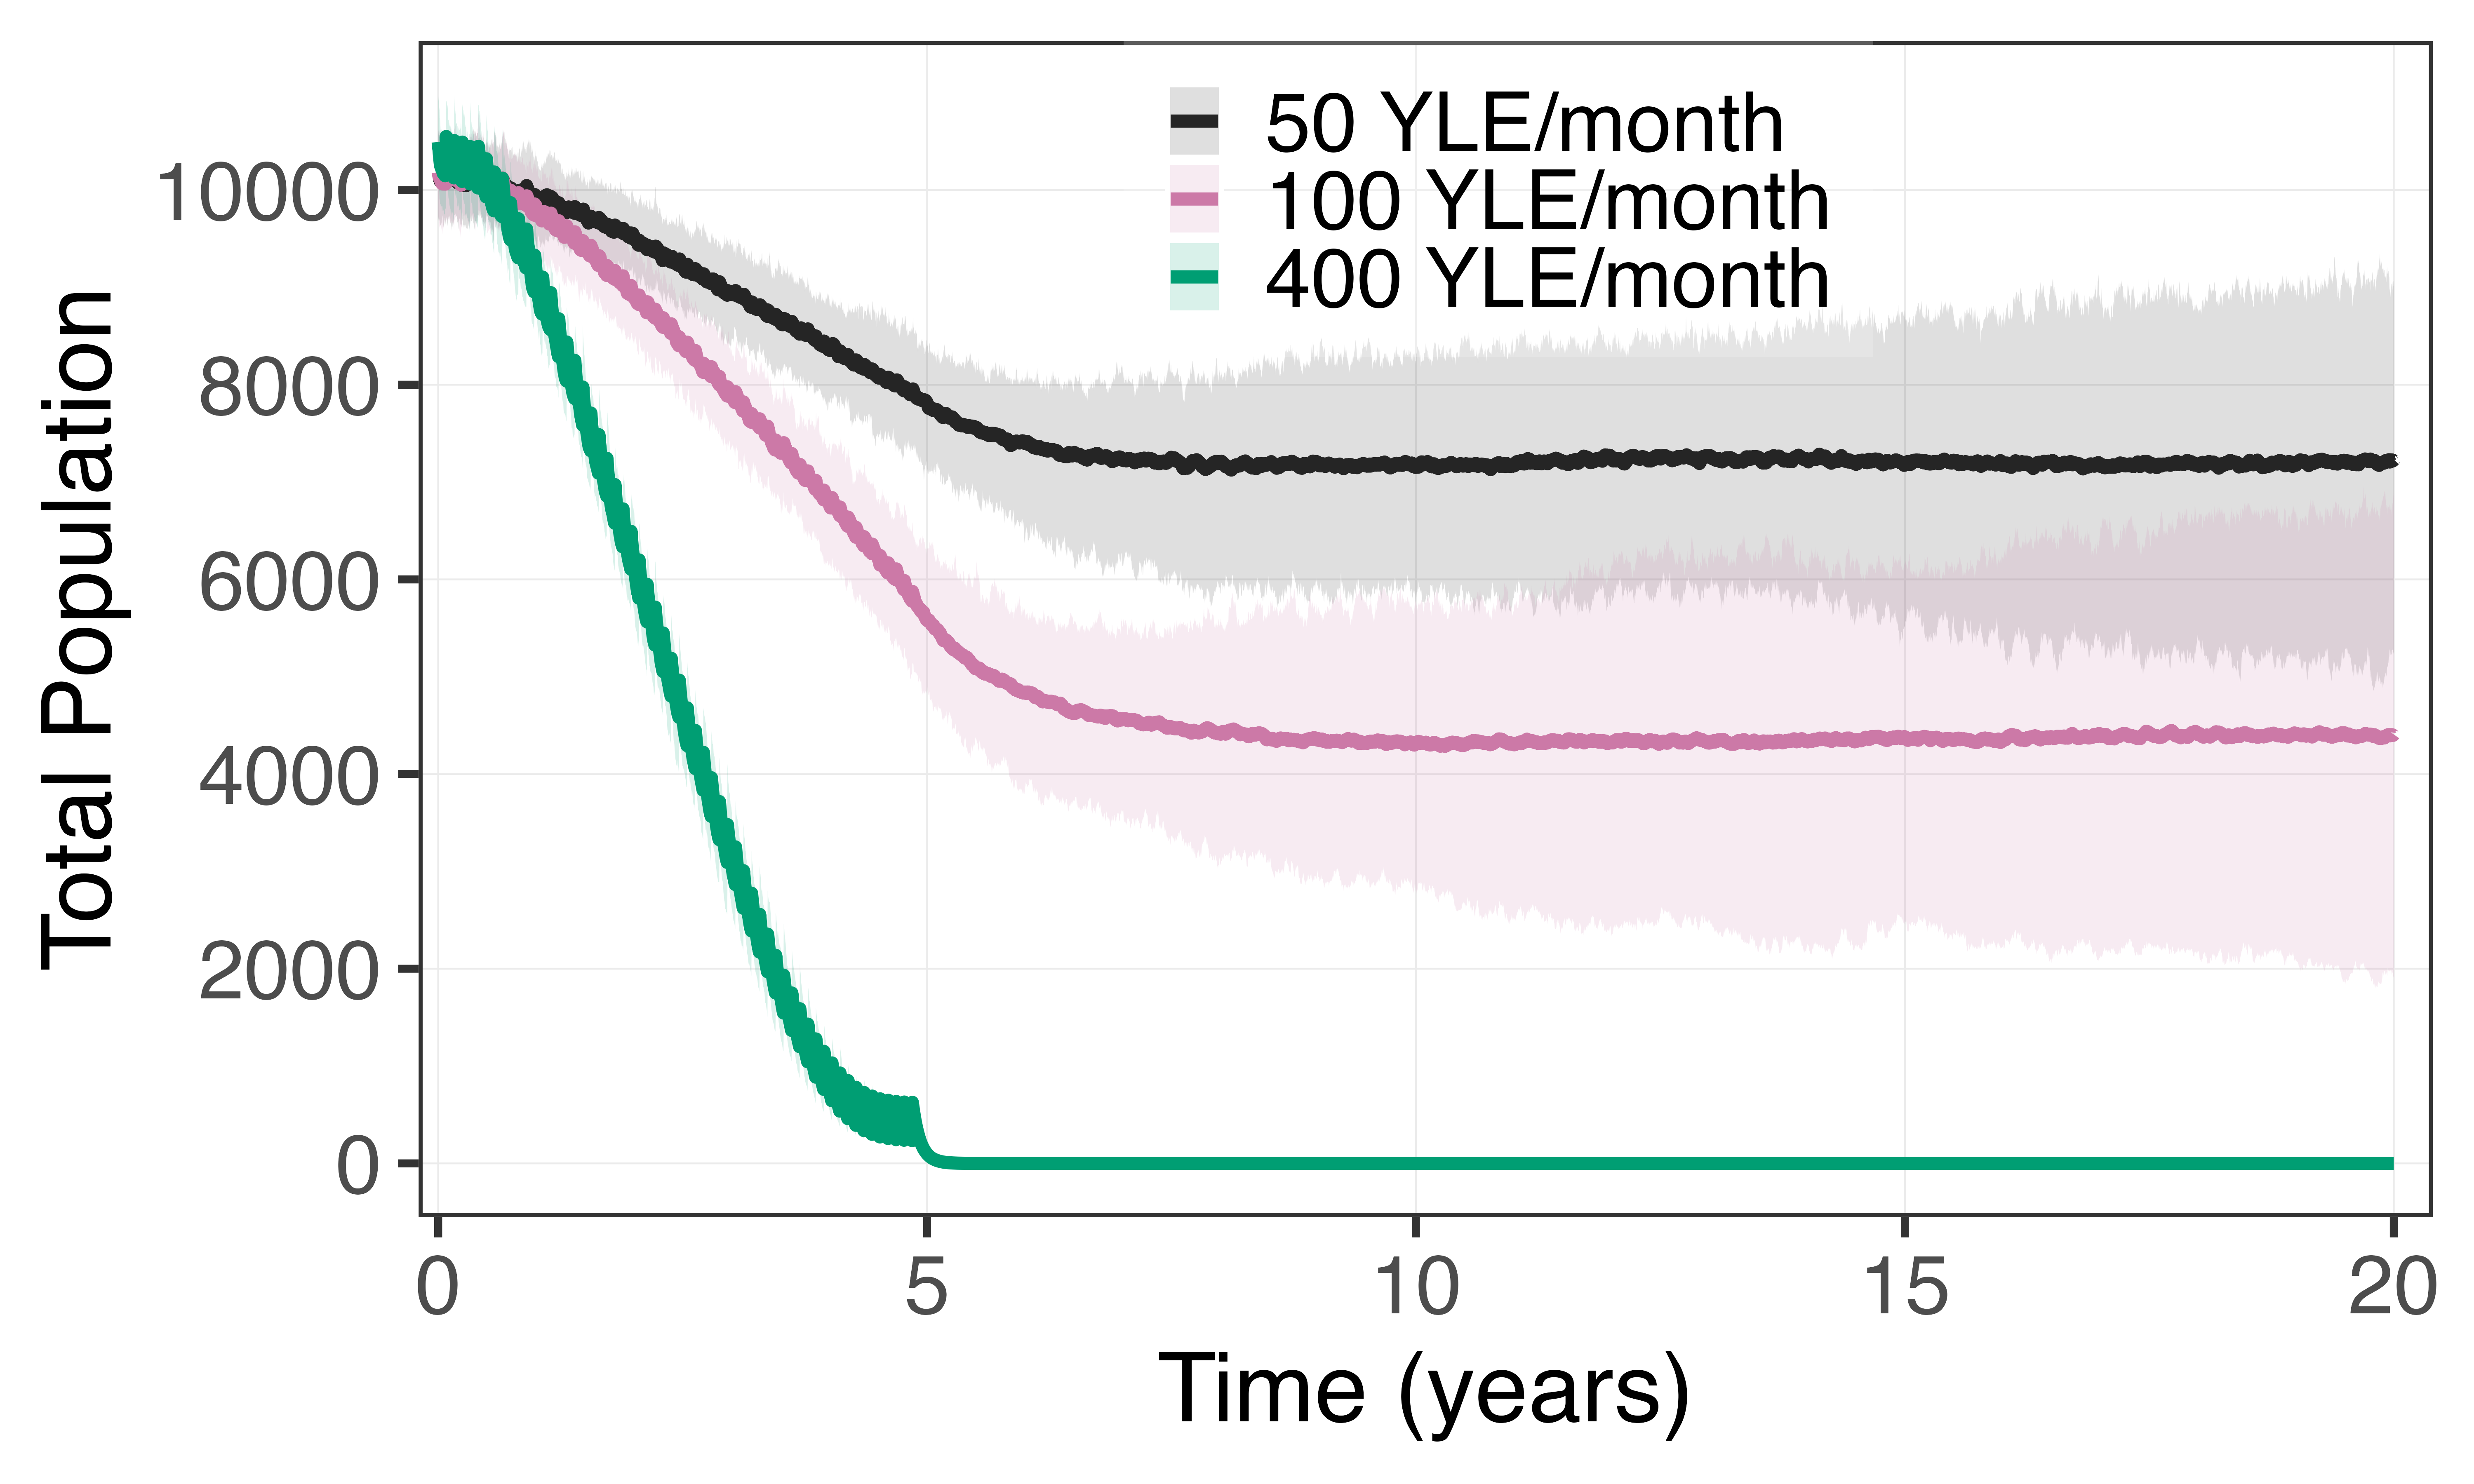 50 YLE/month
100 YLE/month
400 YLE/month
Total Population
10000
8000
6000
4000
2000
0
0 5 10 15 20
Time (years)